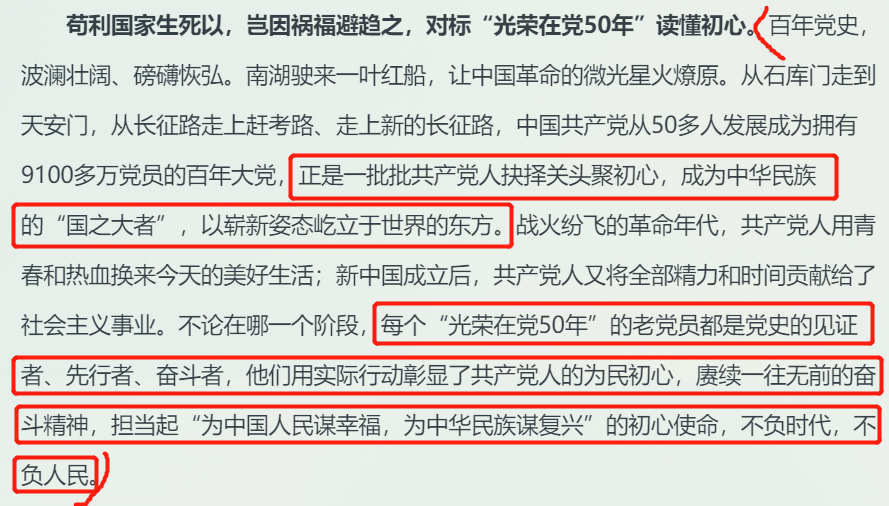 苟利国家生死以，岂因祸福避趋之，对标“光荣在党50年”读懂初心。百年党史，
波澜壮阔、磅礴恢弘。南湖驶来一叶红船，让中国革命的微光星火燎原。从石库门走到
天安门，从长征路走上赶考路、走上新的长征路，中国共产党从50多人发展成为拥有
9100多万党员的百年大党，正是一批批共产党人抉择关头聚初心，成为中华民族
的“国之大者”，以崭新姿态屹立于世界的东方。战火纷飞的革命年代，共产党人用青
春和热血换来今天的美好生活；新中国成立后，共产党人又将全部精力和时间贡献给了
社会主义事业。不论在哪一个阶段，每个“光荣在党50年”的老党员都是党史的见证
者、先行者、奋斗者，他们用实际行动彰显了共产党人的为民初心，赓续一往无前的奋
斗精神，担当起“为中国人民谋幸福，为中华民族谋复兴”的初心使命，不负时代，不
负人民。